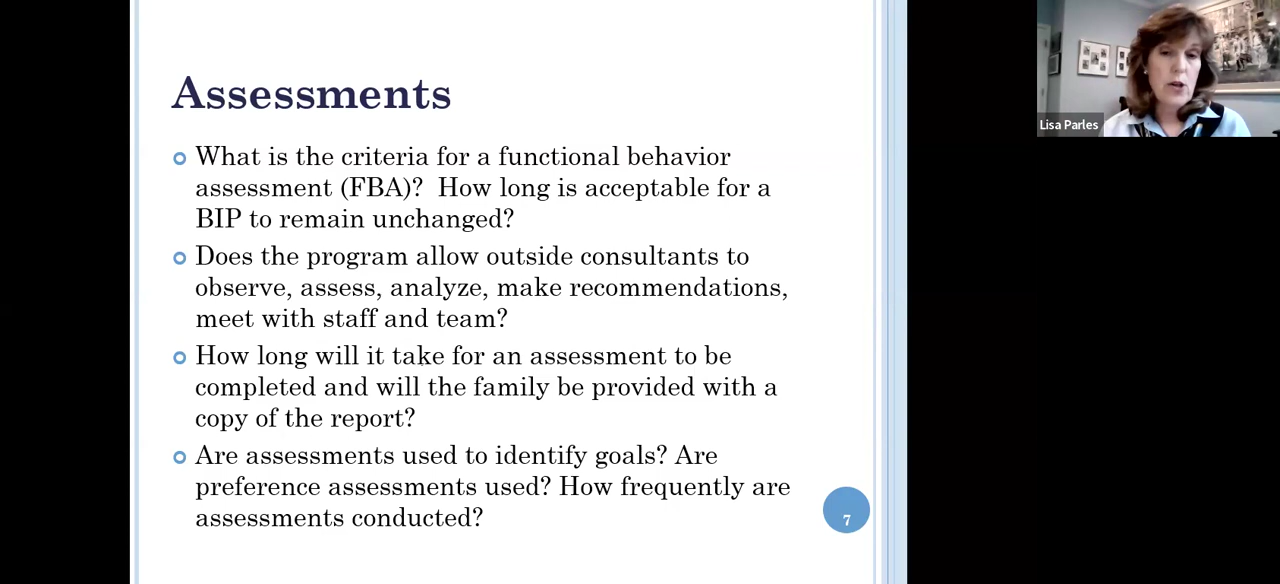 Assessments
What is the criteria for a functional behavior
assessment (FBA)?  How long is acceptable for a
BIP to remain unchanged?
Does the program allow outside consultants to
observe, assess, analyze, make recommendations,
meet with staff and team?
How long will it take for an assessment to be
completed and will the family be provided with a
copy of the report?
Are assessments used to identify goals? Are
preference assessments used? How frequently are
assessments conducted?
7
Lisa Parles